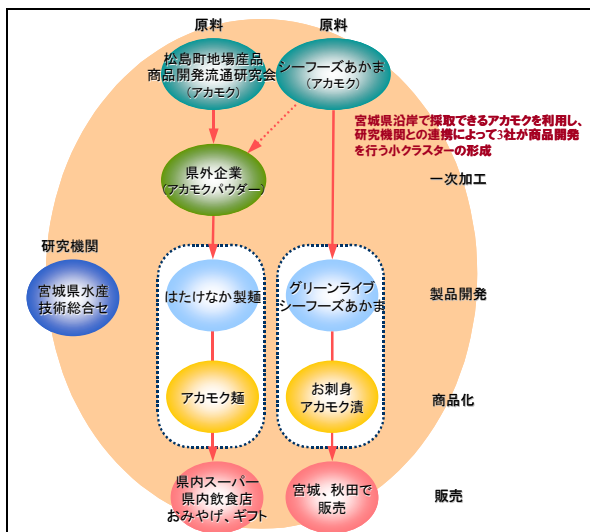 原料
原料
松島町地場産品
商品開発流通研究会
(アカモク)
シーフーズあかま
(アカモク)
宮城県沿岸で採取できるアカモクを利用し、
研究機関との連携によって3社が商品開発
を行う小クラスターの形成
県外企業
(アカモクパウダー)
一次加工
研究機関
宮城県水産
技術総合セ
はたけなか製麺
グリーンライブ
シーフーズあかま
製品開発
アカモク麺
お刺身
アカモク漬
商品化
県内スーパー
県内飲食店
おみやげ、ギフト
宮城、秋田で
販売
販売